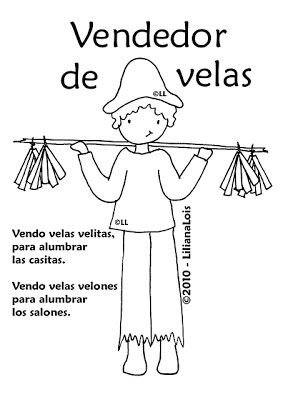 Vendedor
de velas
©LL
©LL
Vendo velas velitas,
para alumbrar
las casitas.
Vendo velas velones
para alumbrar
los salones.
©2010 - LilianaLois